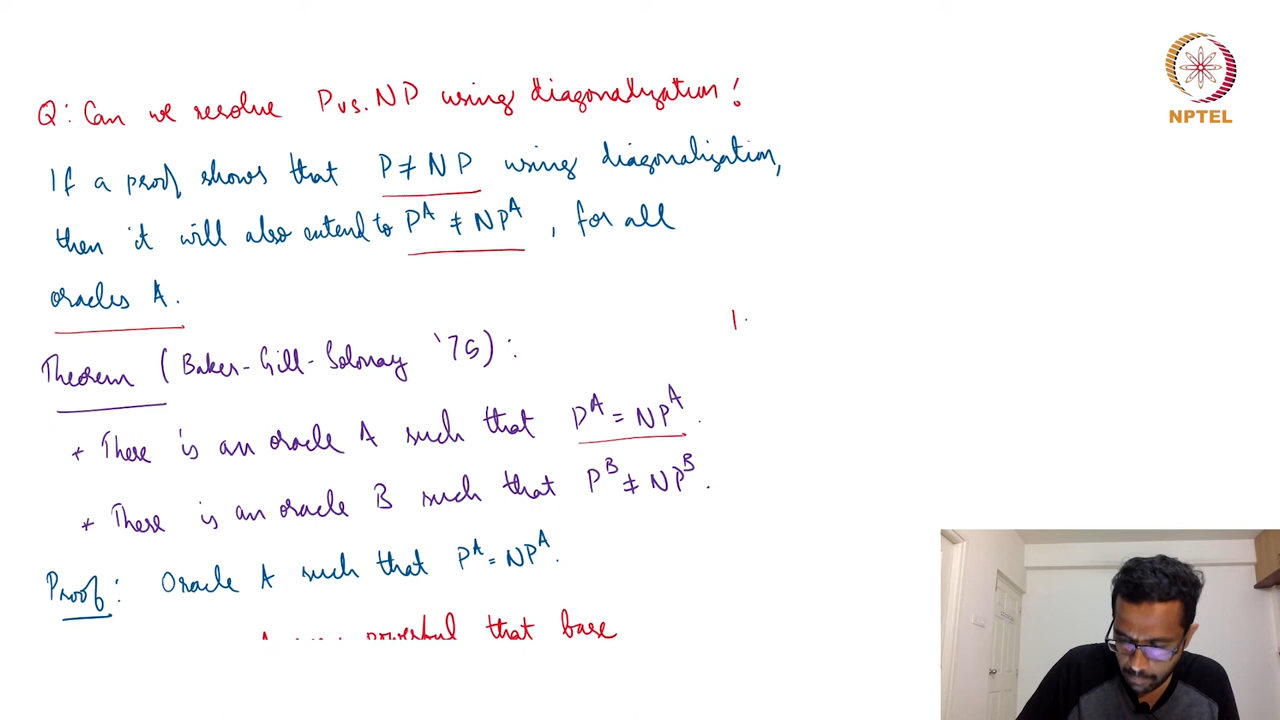 NPTEL
Q: Can we resolve P vs. NP using diagonalization?
If a proof shows that P ≠ NP using diagonalization,
then it will also extend to P^A ≠ NP^A, for all
oracles A.
Theorem (Baker-Gill-Solovay '75):
* There is an oracle A such that P^A = NP^A.
* There is an oracle B such that P^B ≠ NP^B.
Proof: Oracle A such that P^A = NP^A.
powerful that base